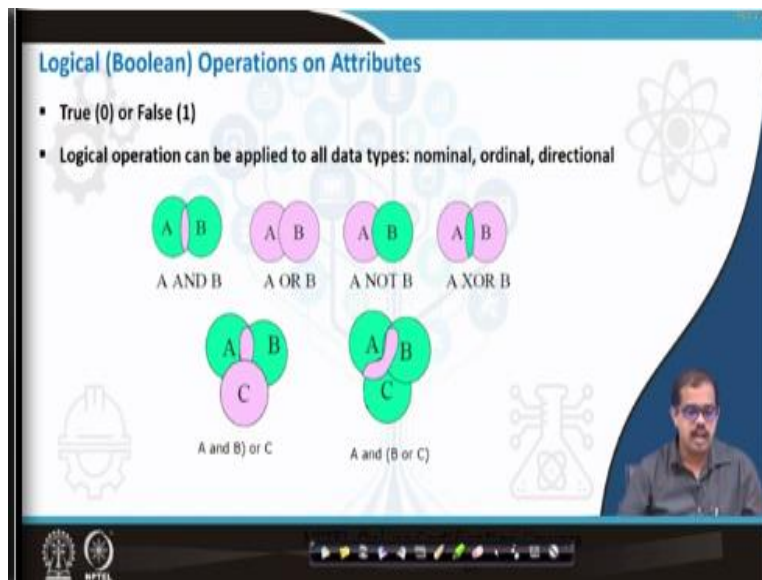 Logical (Boolean) Operations on Attributes
▪ True (0) or False (1)
▪ Logical operation can be applied to all data types: nominal, ordinal, directional
A B
A B
A B
A B
A AND B
A OR B
A NOT B
A XOR B
A B
C
A B
C
A and B) or C
A and (B or C)
NPTEL